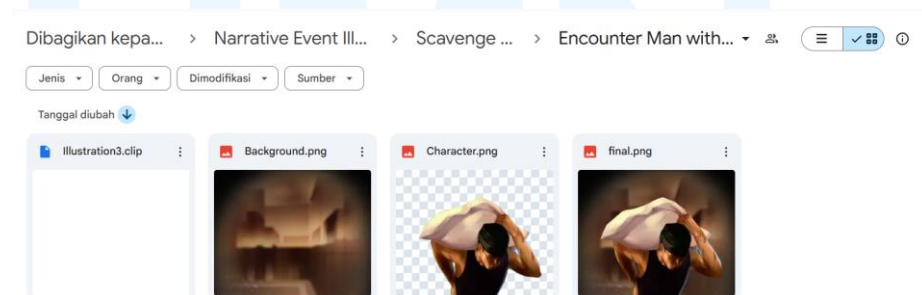 Dibagikan kepa... > Narrative Event Ill... > Scavenge ... > Encounter Man with...
Jenis Orang Dimodifikasi Sumber
Tanggal diubah
Illustration3.clip Background.png Character.png final.png